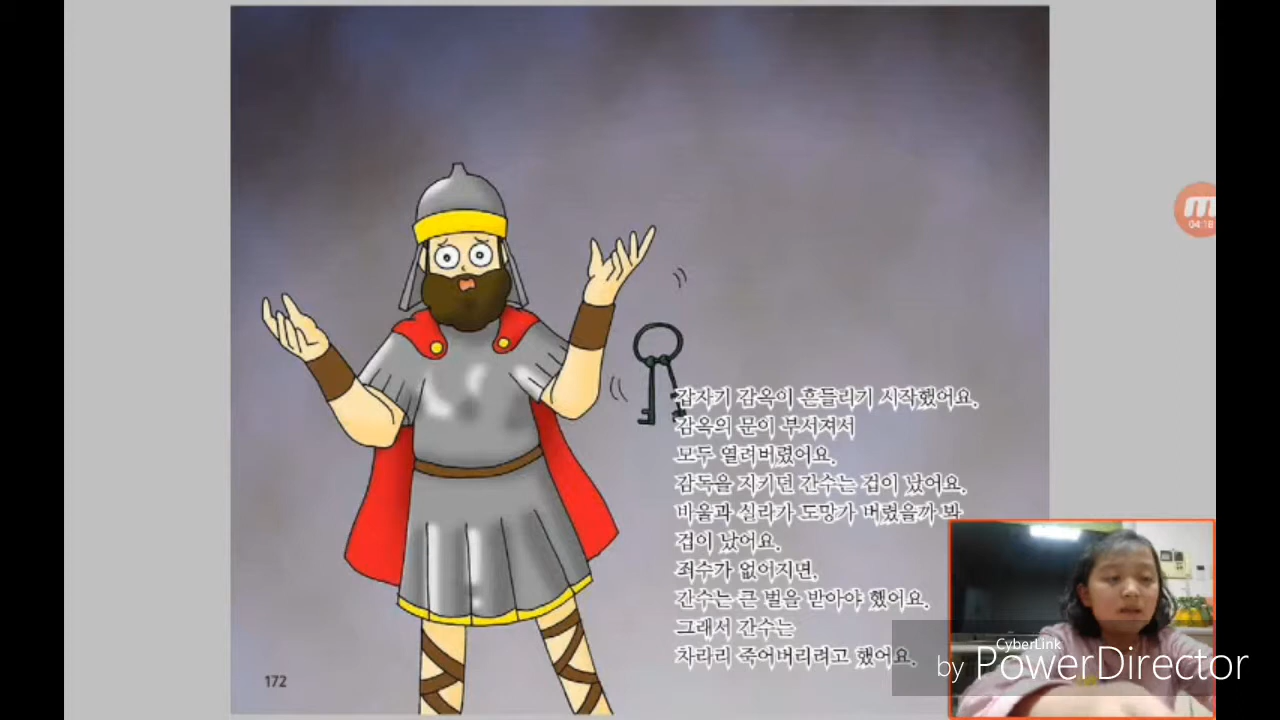 갑자기 감옥이 흔들리기 시작했어요.
감옥의 문이 부서져서
모두 열려버렸어요.
감독을 지키던 간수는 겁이 났어요.
바울과 실라가 도망가 버렸을까 봐
겁이 났어요.
죄수가 없어지면,
간수는 큰 벌을 받아야 했어요.
그래서 간수는
차라리 죽어버리려고 했어요.
172
04:18
CyberLink
by PowerDirector